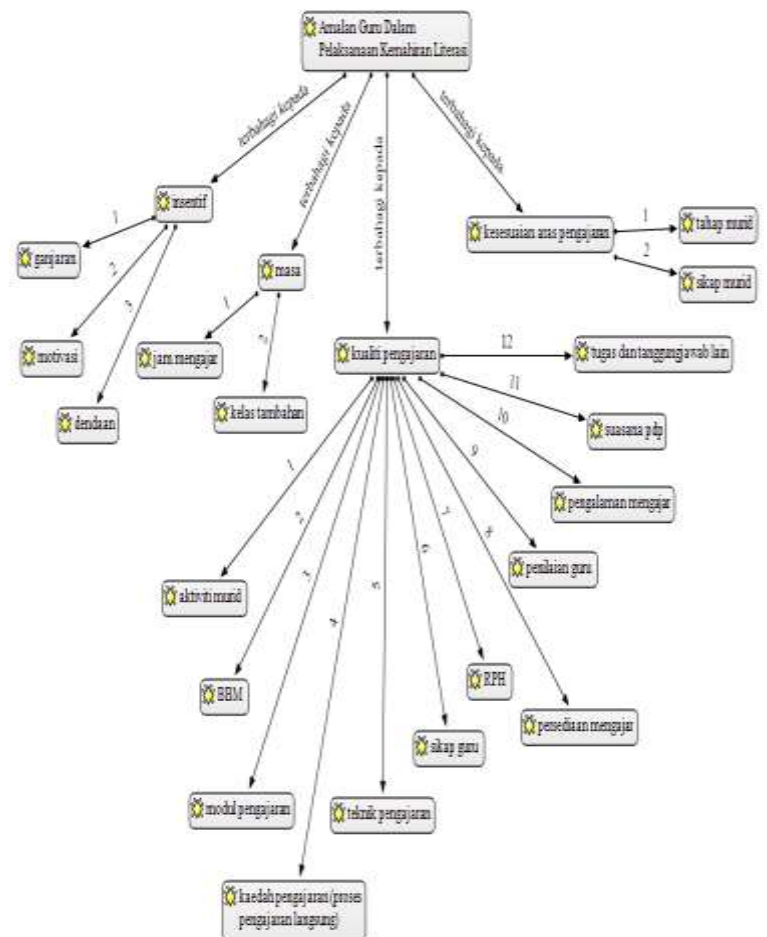 Amalan Guru Dalam
Pelaksanaan Kemahiran Literasi
terbahagi kepada
terbahagi kepada
terbahagi kepada
terbahagi kepada
insentif
1
ganjaran
2
motivasi
3
dendaan
masa
1
jam mengajar
2
kelas tambahan
kesesuaian aras pengajaran
1
tahap murid
2
sikap murid
kualiti pengajaran
12
tugas dan tanggungjawab lain
11
suasana pdp
10
pengalaman mengajar
9
penilaian guru
8
persediaan mengajar
7
RPH
6
sikap guru
5
teknik pengajaran
4
kaedah pengajaran (proses
pengajaran langsung)
3
modul pengajaran
2
BBM
1
aktiviti murid